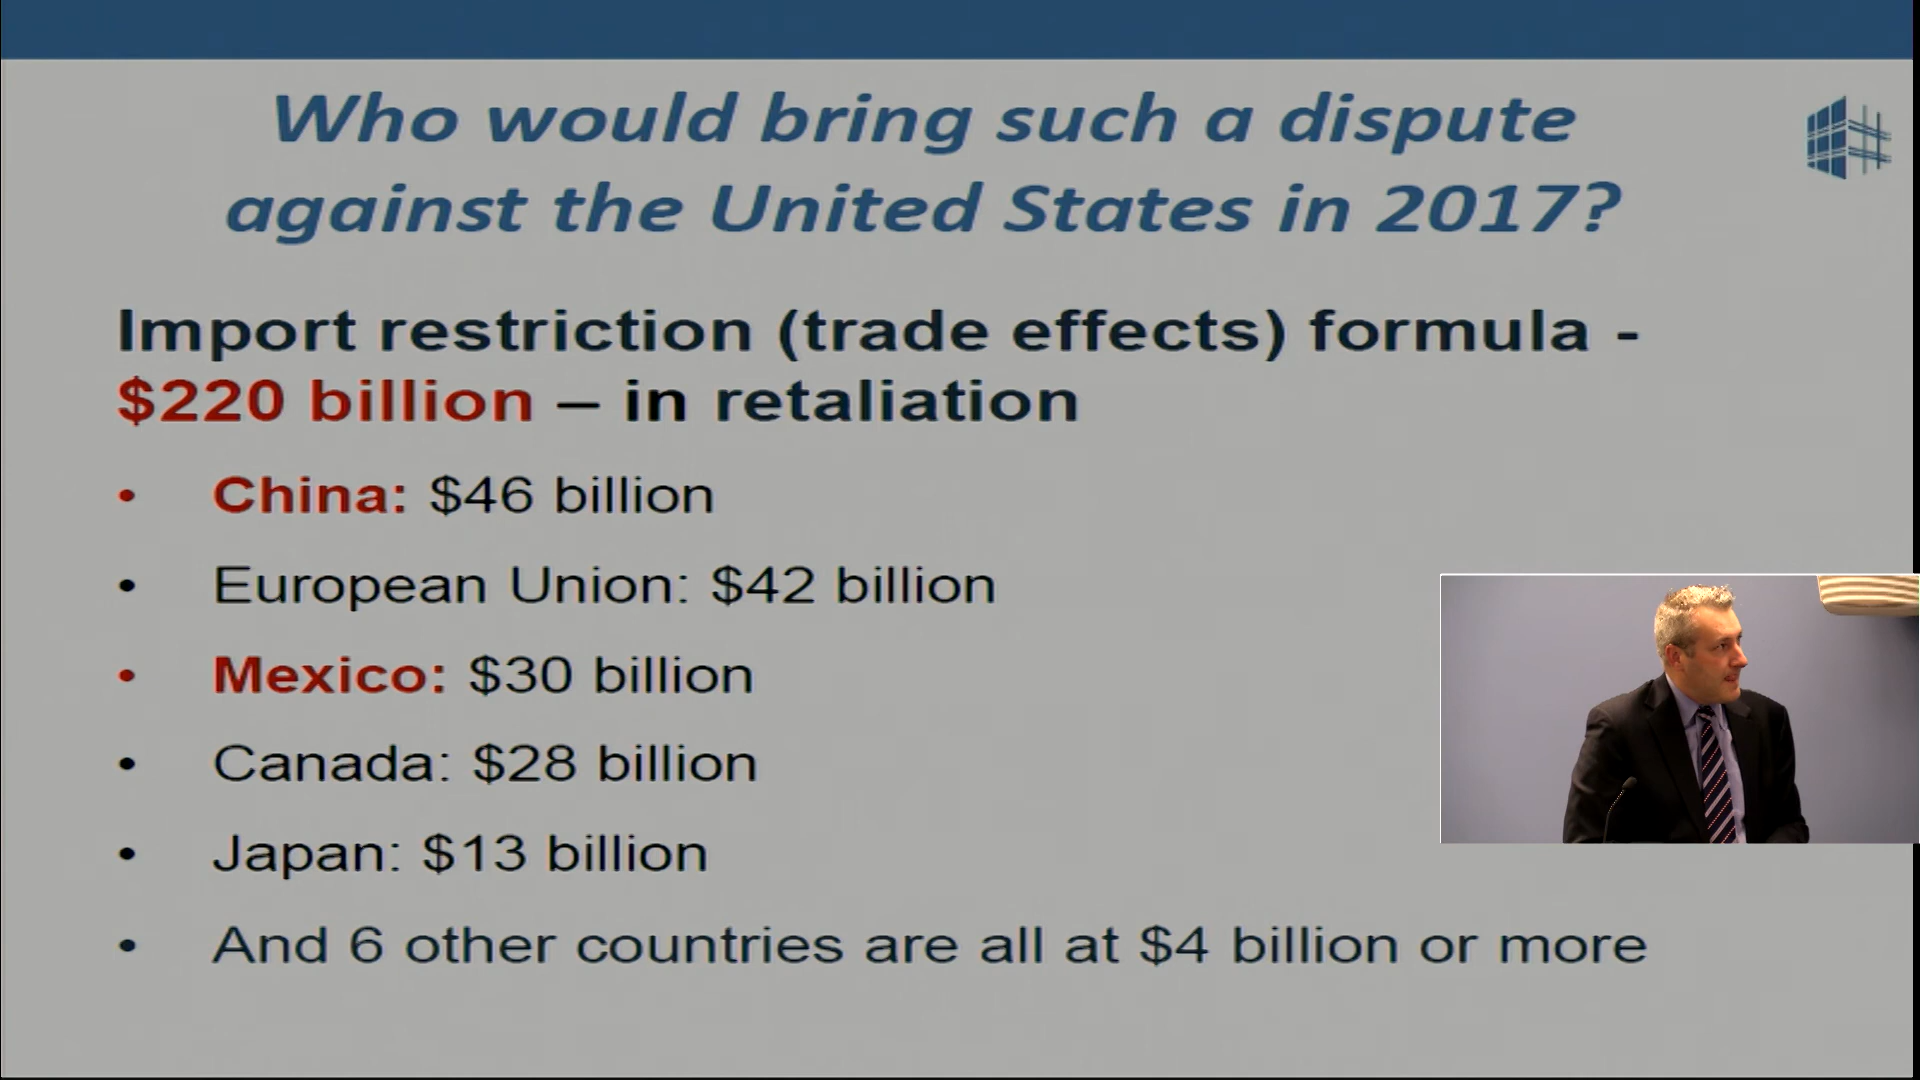 Who would bring such a dispute
against the United States in 2017?
Import restriction (trade effects) formula -
$220 billion – in retaliation
• China: $46 billion
• European Union: $42 billion
• Mexico: $30 billion
• Canada: $28 billion
• Japan: $13 billion
• And 6 other countries are all at $4 billion or more